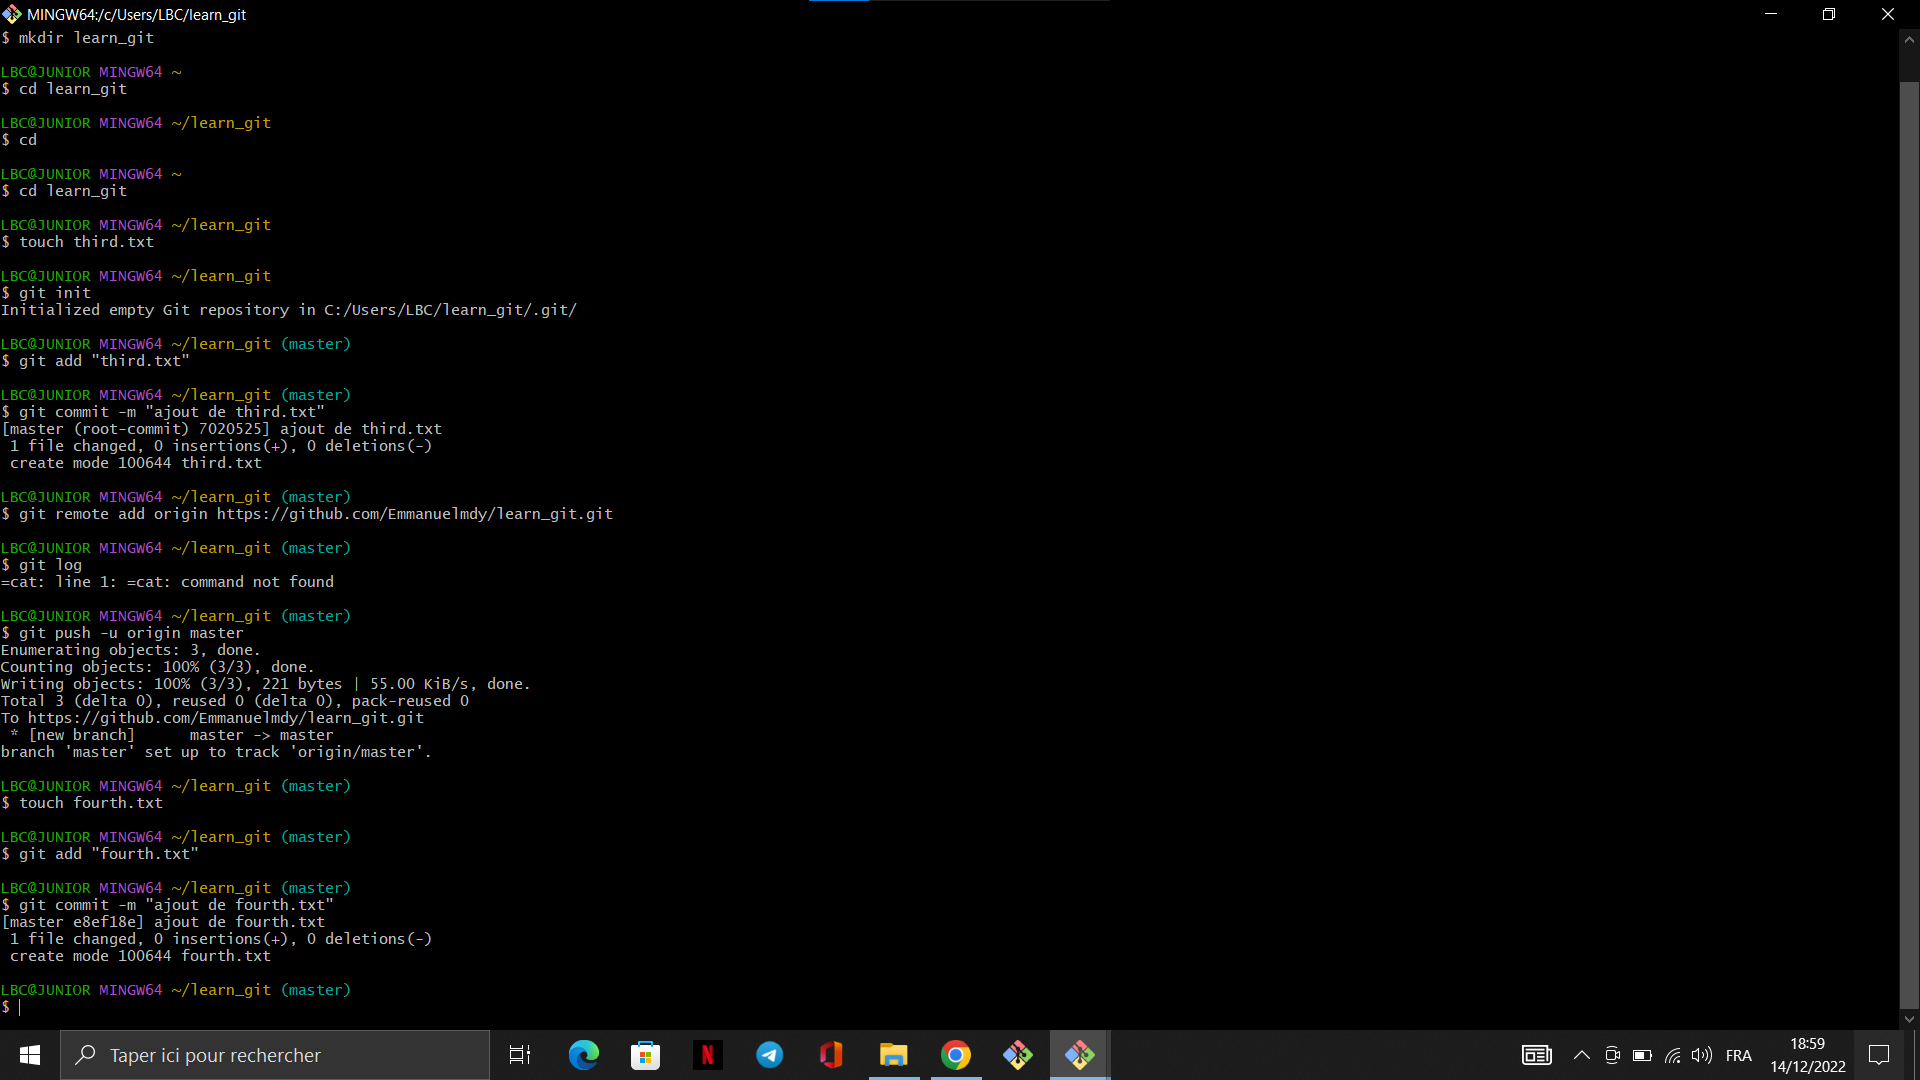 MINGW64:/c/Users/LBC/learn_git
$ mkdir learn_git
LBC@JUNIOR MINGW64 ~
$ cd learn_git
LBC@JUNIOR MINGW64 ~/learn_git
$ cd
LBC@JUNIOR MINGW64 ~
$ cd learn_git
LBC@JUNIOR MINGW64 ~/learn_git
$ touch third.txt
LBC@JUNIOR MINGW64 ~/learn_git
$ git init
Initialized empty Git repository in C:/Users/LBC/learn_git/.git/
LBC@JUNIOR MINGW64 ~/learn_git (master)
$ git add "third.txt"
LBC@JUNIOR MINGW64 ~/learn_git (master)
$ git commit -m "ajout de third.txt"
[master (root-commit) 7020525] ajout de third.txt
1 file changed, 0 insertions(+), 0 deletions(-)
create mode 100644 third.txt
LBC@JUNIOR MINGW64 ~/learn_git (master)
$ git remote add origin https://github.com/Emmanuelmdy/learn_git.git
LBC@JUNIOR MINGW64 ~/learn_git (master)
$ git log
=cat: line 1: =cat: command not found
LBC@JUNIOR MINGW64 ~/learn_git (master)
$ git push -u origin master
Enumerating objects: 3, done.
Counting objects: 100% (3/3), done.
Writing objects: 100% (3/3), 221 bytes | 55.00 KiB/s, done.
Total 3 (delta 0), reused 0 (delta 0), pack-reused 0
To https://github.com/Emmanuelmdy/learn_git.git
* [new branch]      master -> master
branch 'master' set up to track 'origin/master'.
LBC@JUNIOR MINGW64 ~/learn_git (master)
$ touch fourth.txt
LBC@JUNIOR MINGW64 ~/learn_git (master)
$ git add "fourth.txt"
LBC@JUNIOR MINGW64 ~/learn_git (master)
$ git commit -m "ajout de fourth.txt"
[master e8ef18e] ajout de fourth.txt
1 file changed, 0 insertions(+), 0 deletions(-)
create mode 100644 fourth.txt
LBC@JUNIOR MINGW64 ~/learn_git (master)
$
Taper ici pour rechercher
N
FRA
18:59
14/12/2022